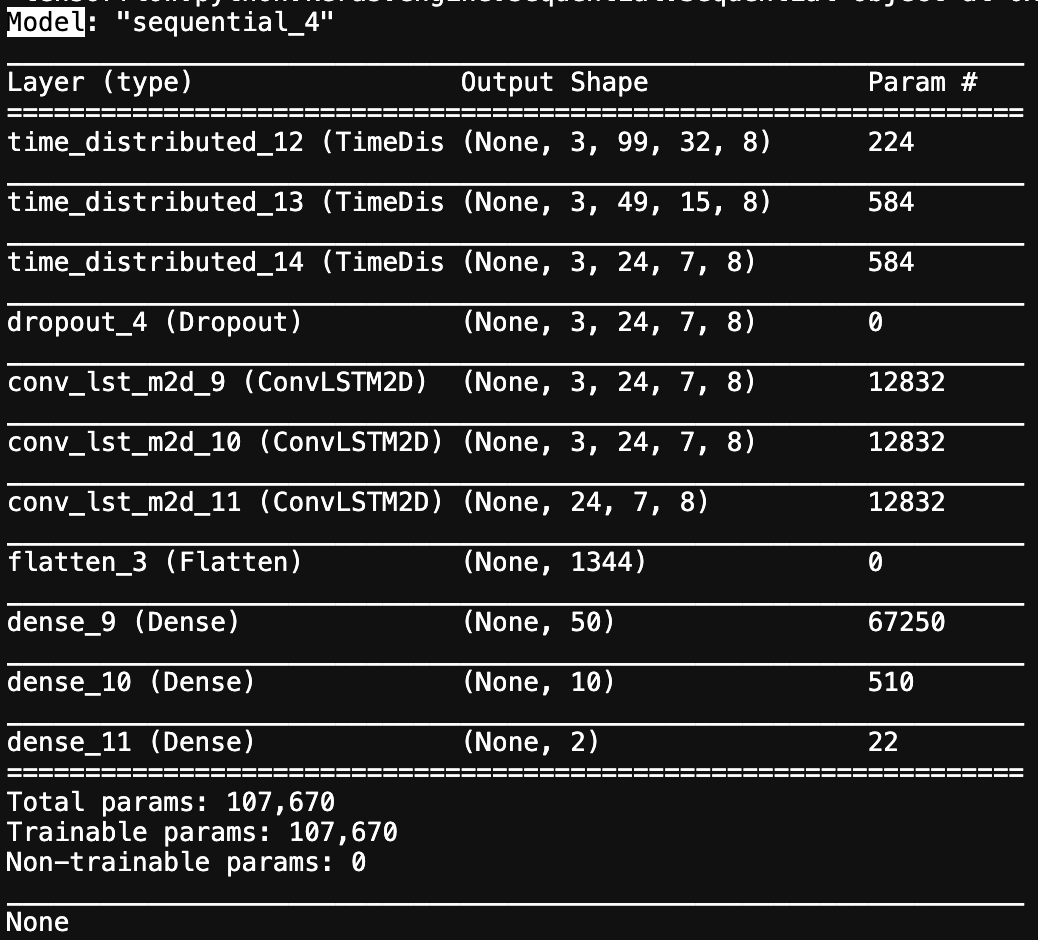 Model: "sequential_4"
Layer (type) Output Shape Param #
time_distributed_12 (TimeDis (None, 3, 99, 32, 8) 224
time_distributed_13 (TimeDis (None, 3, 49, 15, 8) 584
time_distributed_14 (TimeDis (None, 3, 24, 7, 8) 584
dropout_4 (Dropout) (None, 3, 24, 7, 8) 0
conv_lst_m2d_9 (ConvLSTM2D) (None, 3, 24, 7, 8) 12832
conv_lst_m2d_10 (ConvLSTM2D) (None, 3, 24, 7, 8) 12832
conv_lst_m2d_11 (ConvLSTM2D) (None, 24, 7, 8) 12832
flatten_3 (Flatten) (None, 1344) 0
dense_9 (Dense) (None, 50) 67250
dense_10 (Dense) (None, 10) 510
dense_11 (Dense) (None, 2) 22
Total params: 107,670
Trainable params: 107,670
Non-trainable params: 0
None